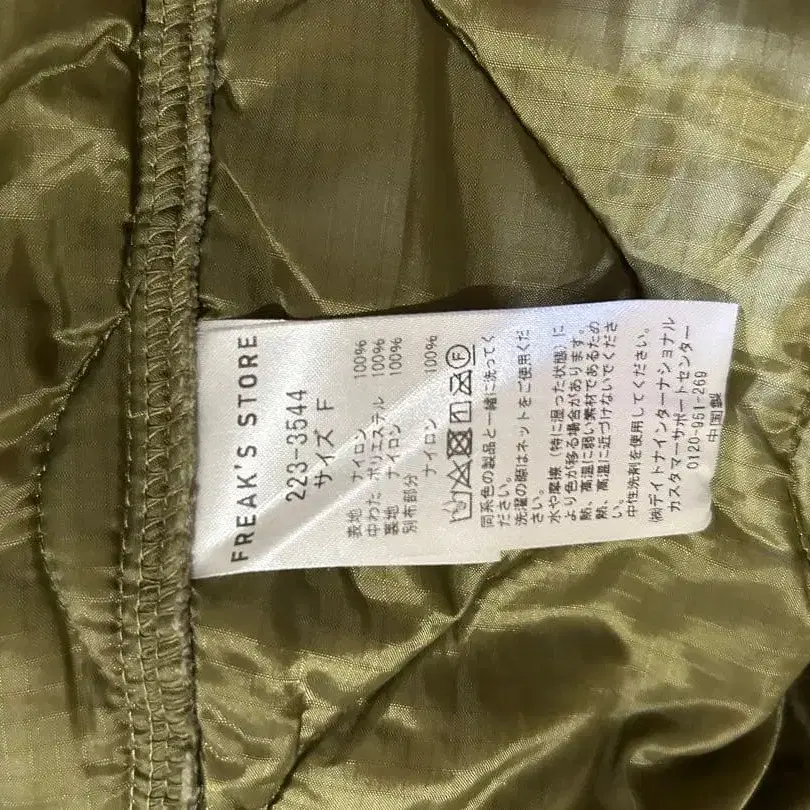 FREAK'S STORE
223-3544
サイズ F
表地 ナイロン 100%
中わた ポリエステル 100%
裏地 ナイロン 100%
別布部分
ナイロン 100%
同系色の製品と一緒に洗ってく
ださい。
洗濯の際はネットをご使用くだ
さい。
水や摩擦(特に湿った状態)に
より色が移る場合があります。
熱、高温に弱い素材であるため
熱、高温に近づけないでくださ
い。
中性洗剤を使用してください。
㈱デイトナインターナショナル
カスタマーサポートセンター
0120-951-269
中国製